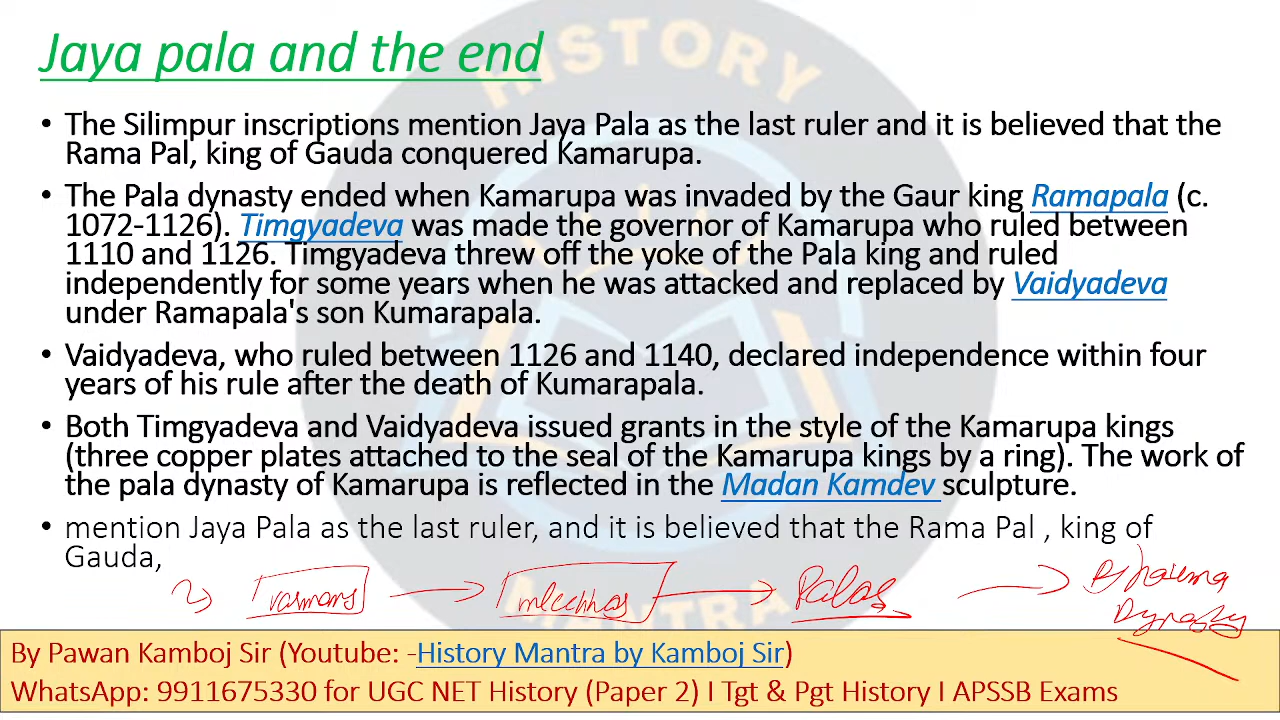 Jaya pala and the end
• The Silimpur inscriptions mention Jaya Pala as the last ruler and it is believed that the
Rama Pal, king of Gauda conquered Kamarupa.
• The Pala dynasty ended when Kamarupa was invaded by the Gaur king Ramapala (c.
1072-1126). Timgyadeva was made the governor of Kamarupa who ruled between
1110 and 1126. Timgyadeva threw off the yoke of the Pala king and ruled
independently for some years when he was attacked and replaced by Vaidyadeva
under Ramapala's son Kumarapala.
• Vaidyadeva, who ruled between 1126 and 1140, declared independence within four
years of his rule after the death of Kumarapala.
• Both Timgyadeva and Vaidyadeva issued grants in the style of the Kamarupa kings
(three copper plates attached to the seal of the Kamarupa kings by a ring). The work of
the pala dynasty of Kamarupa is reflected in the Madan Kamdev sculpture.
• mention Jaya Pala as the last ruler, and it is believed that the Rama Pal , king of
Gauda,
varmans → mlechhas → Palas →
Dynasty
By Pawan Kamboj Sir (Youtube: -History Mantra by Kamboj Sir)
WhatsApp: 9911675330 for UGC NET History (Paper 2) I Tgt & Pgt History I APSSB Exams
HISTORY
MANTRA